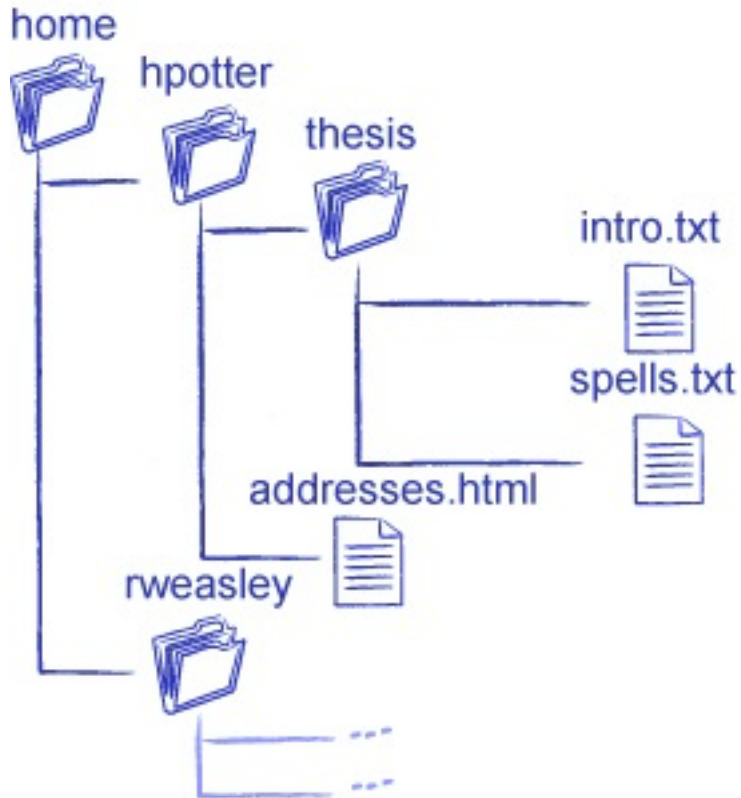 home
hpotter
thesis
intro.txt
spells.txt
addresses.html
rweasley